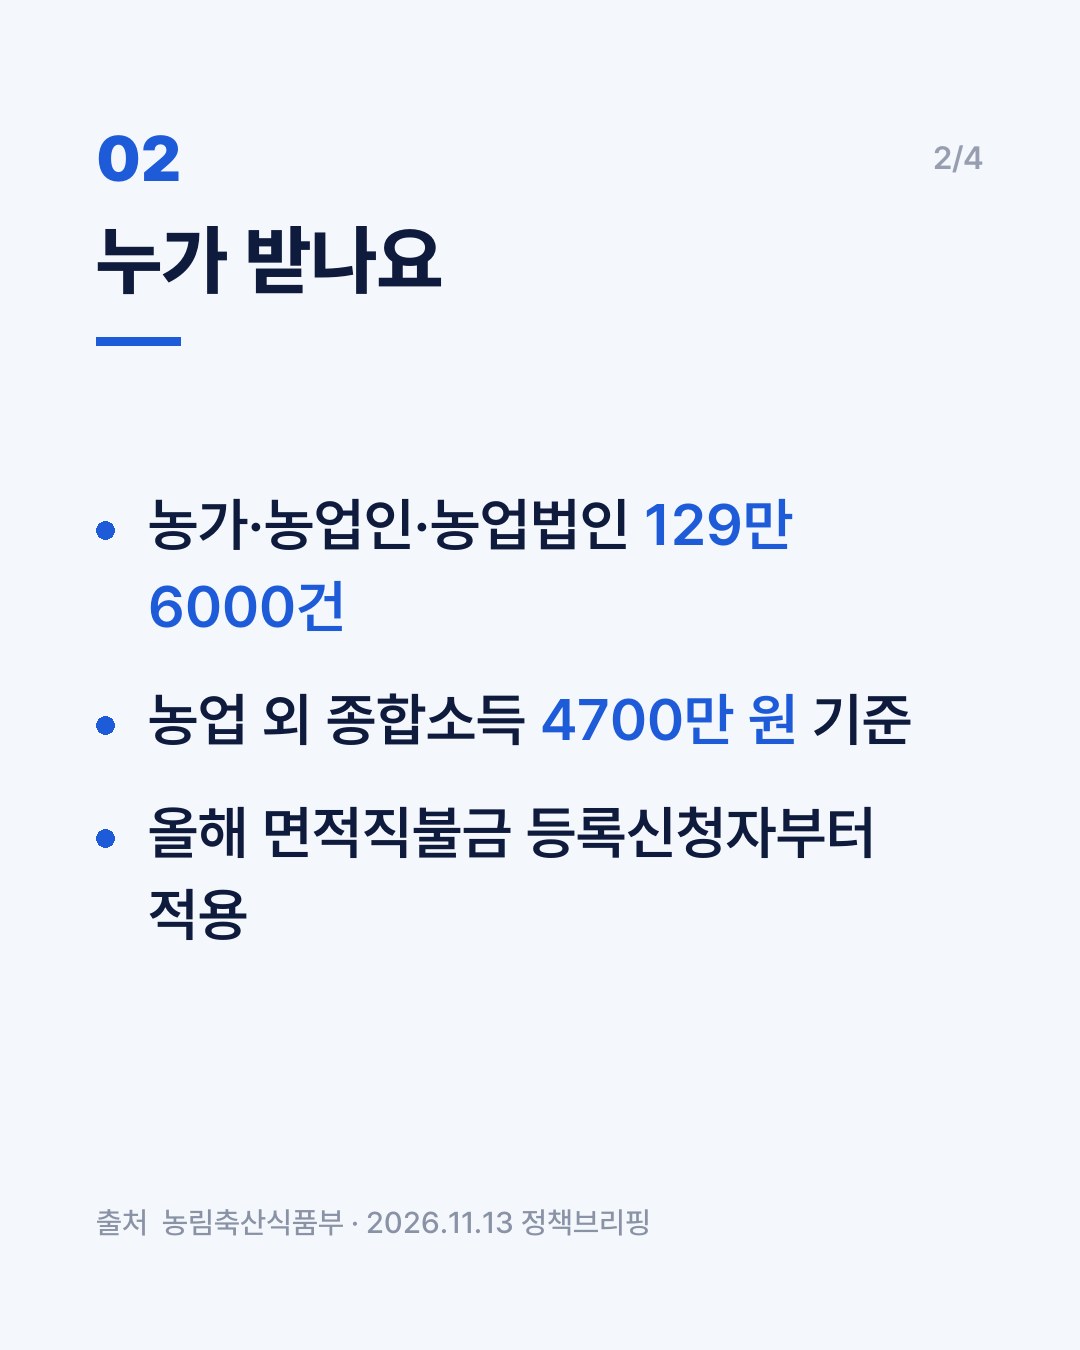 02
2/4
누가 받나요
농가·농업인·농업법인 129만
6000건
농업 외 종합소득 4700만 원 기준
올해 면적직불금 등록신청자부터
적용
출처 농림축산식품부 · 2026.11.13 정책브리핑